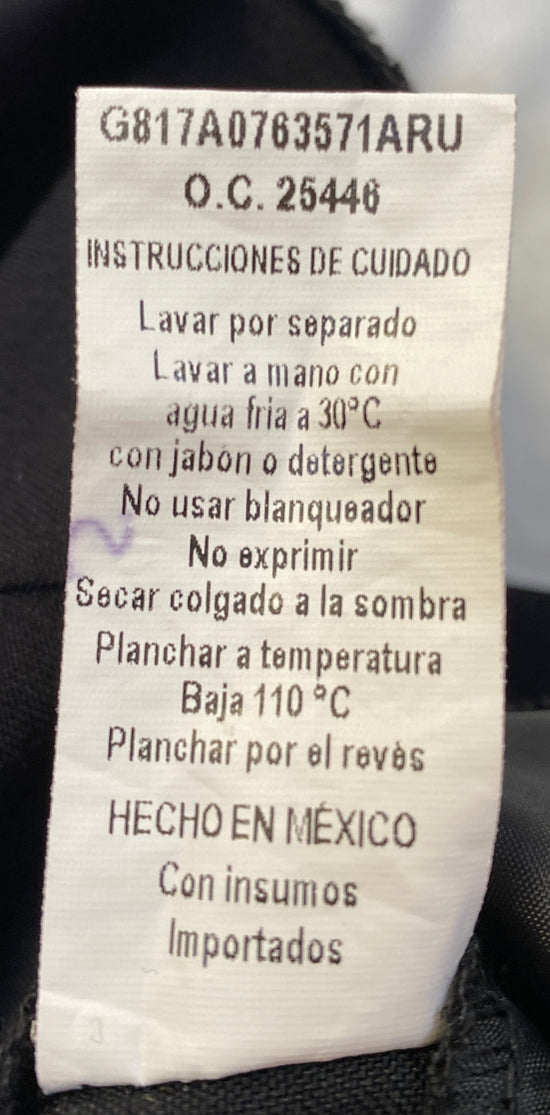 G817A0763571ARU
O.C. 25446
INSTRUCCIONES DE CUIDADO
Lavar por separado
Lavar a mano con
agua fria a 30°C
con jabón o detergente
No usar blanqueador
No exprimir
Secar colgado a la sombra
Planchar a temperatura
Baja 110 °C
Planchar por el revés
HECHO EN MÉXICO
Con insumos
Importados